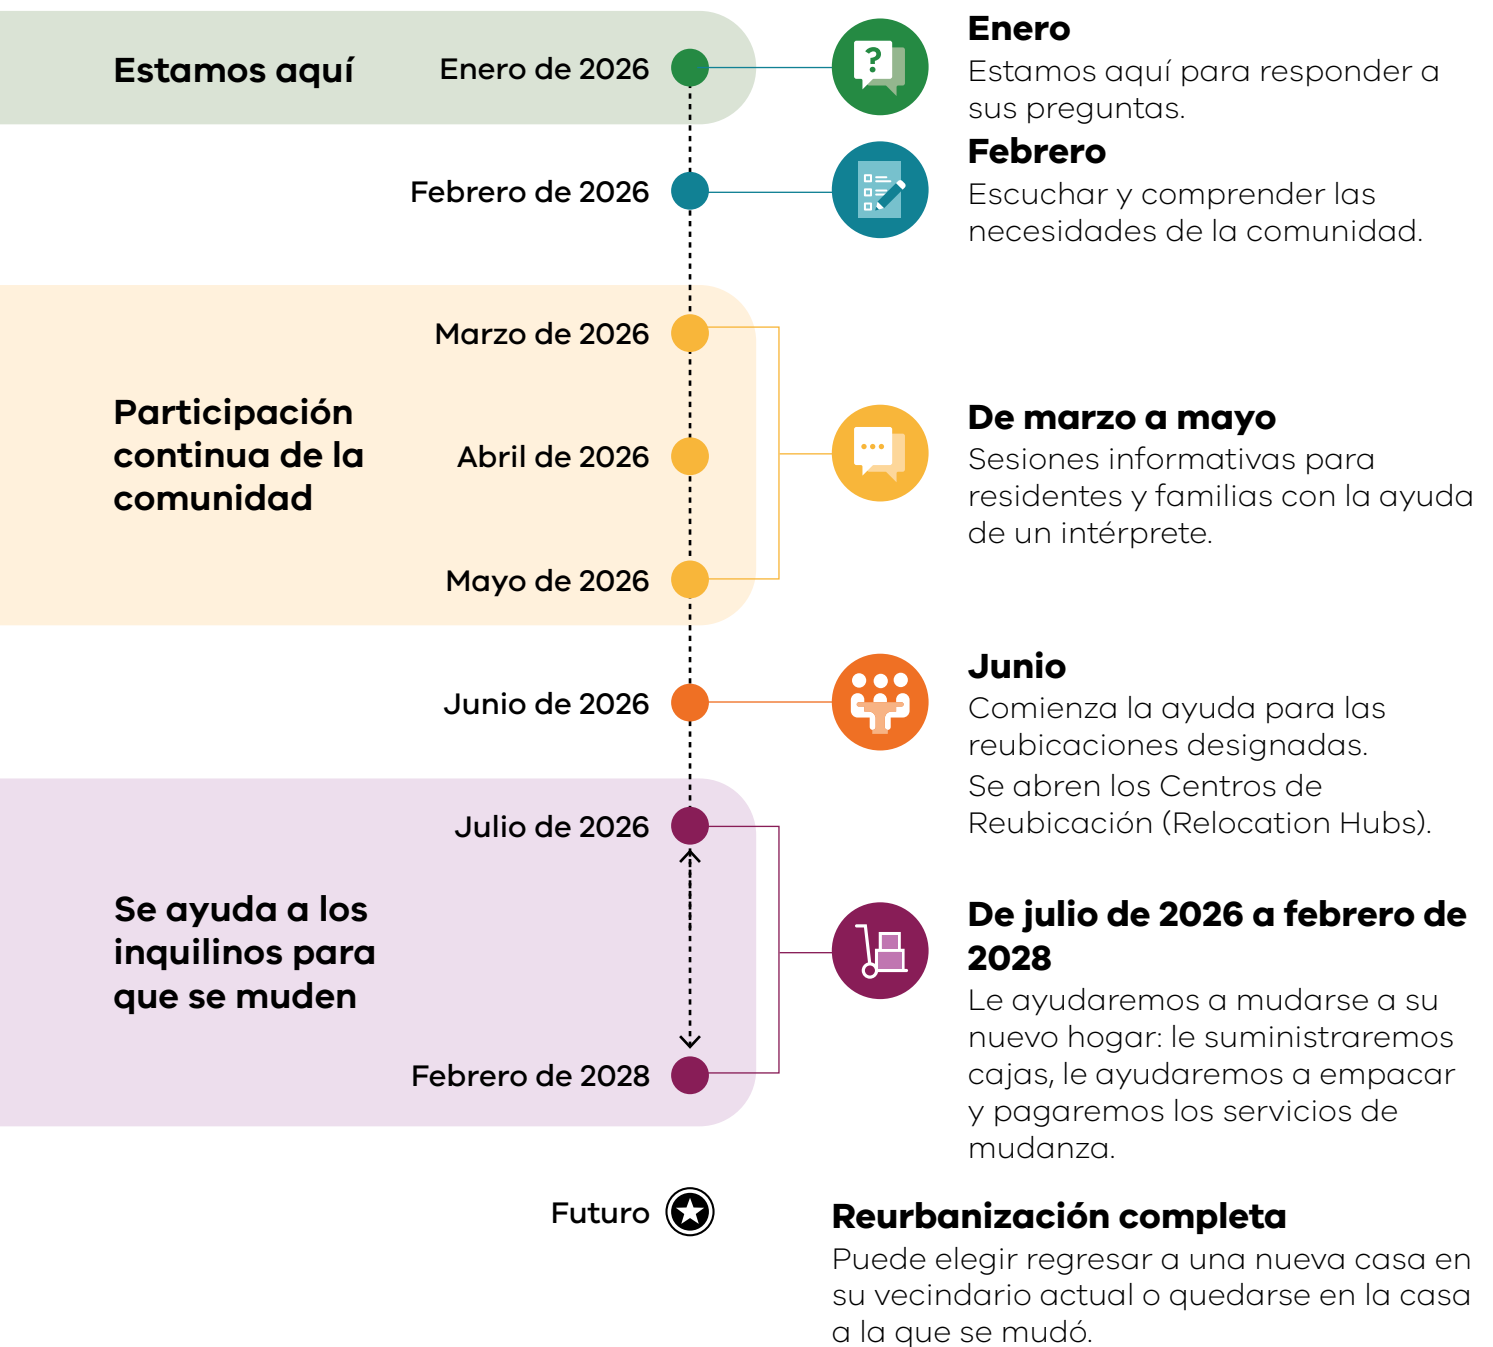 Estamos aquí
Enero de 2026
?
Enero
Estamos aquí para responder a
sus preguntas.
Febrero de 2026
Febrero
Escuchar y comprender las
necesidades de la comunidad.
Participación
continua de la
comunidad
Marzo de 2026
Abril de 2026
Mayo de 2026
De marzo a mayo
Sesiones informativas para
residentes y familias con la ayuda
de un intérprete.
Junio de 2026
Junio
Comienza la ayuda para las
reubicaciones designadas.
Se abren los Centros de
Reubicación (Relocation Hubs).
Se ayuda a los
inquilinos para
que se muden
Julio de 2026
Febrero de 2028
De julio de 2026 a febrero de
2028
Le ayudaremos a mudarse a su
nuevo hogar: le suministraremos
cajas, le ayudaremos a empacar
y pagaremos los servicios de
mudanza.
Futuro
Reurbanización completa
Puede elegir regresar a una nueva casa en
su vecindario actual o quedarse en la casa
a la que se mudó.